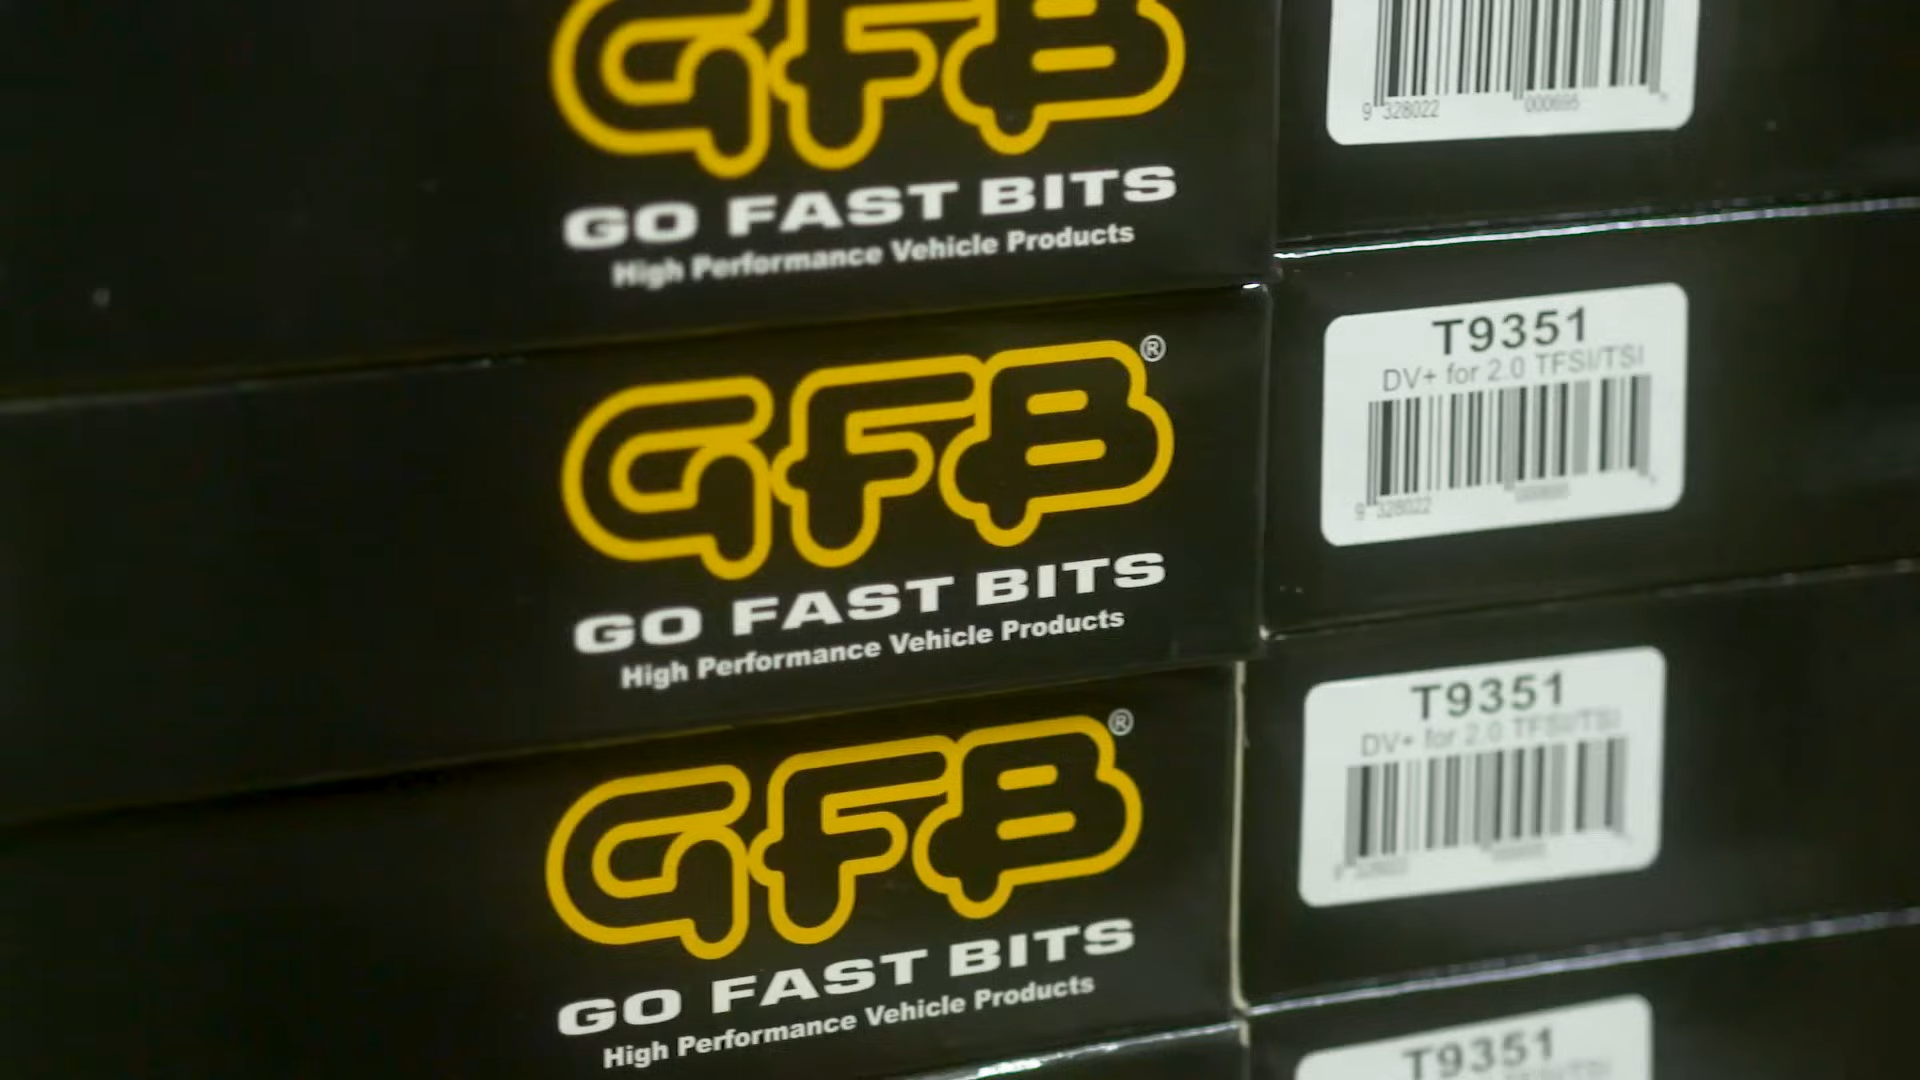 GFB
GO FAST BITS
High Performance Vehicle Products
9 328022 000695
GFB®
GO FAST BITS
High Performance Vehicle Products
T9351
DV+ for 2.0 TFSI/TSI
9 328022 000695
GFB®
GO FAST BITS
High Performance Vehicle Products
T9351
DV+ for 2.0 TFSI/TSI
T9351